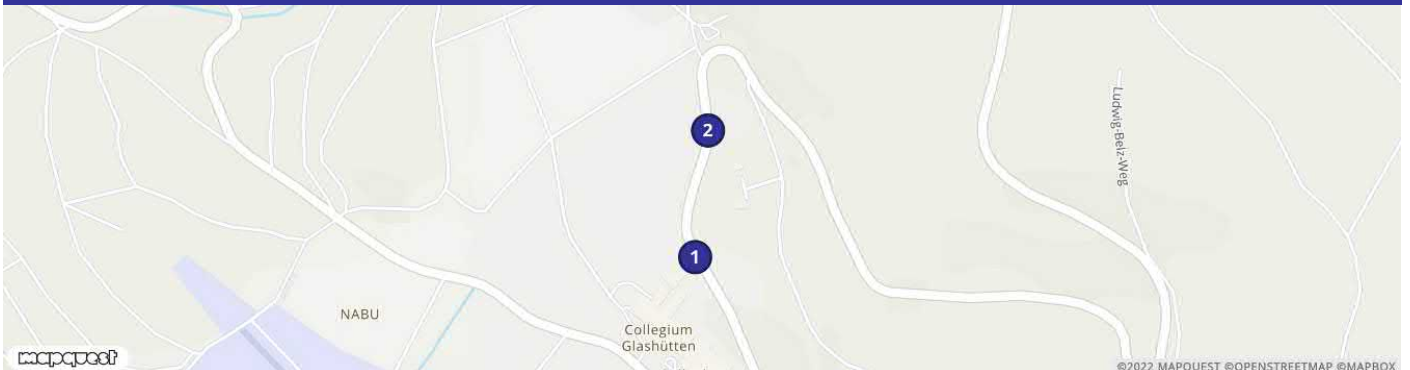 2
Ludwig-Belz-Weg
1
NABU
Collegium
Glashütten
mapquest
©2022 MAPQUEST ©OPENSTREETMAP ©MAPBOX